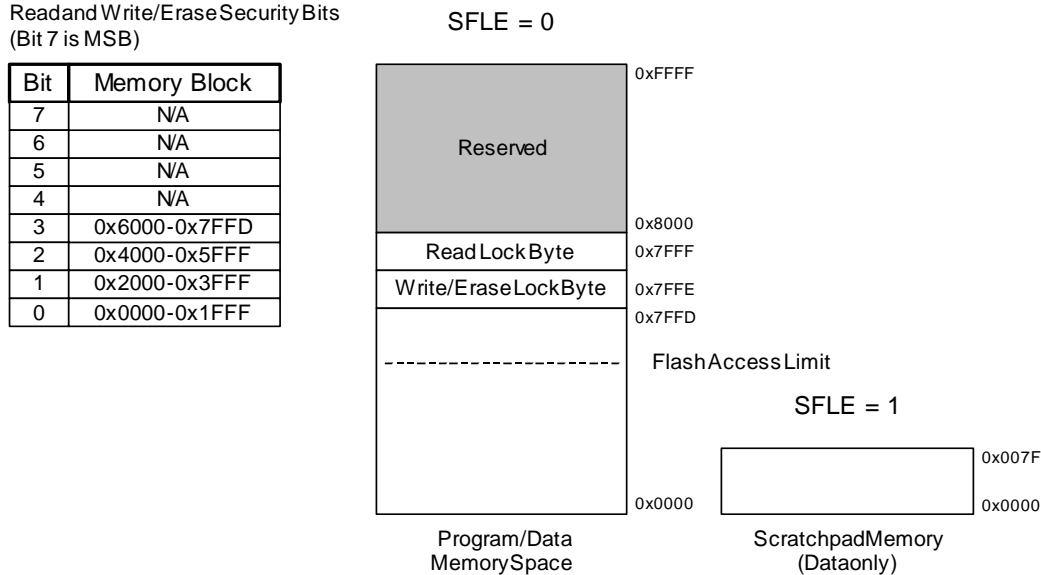 Read and Write/Erase Security Bits
(Bit 7 is MSB)
SFLE = 0
Bit Memory Block
7 N/A
6 N/A
5 N/A
4 N/A
3 0x6000-0x7FFD
2 0x4000-0x5FFF
1 0x2000-0x3FFF
0 0x0000-0x1FFF
0xFFFF
Reserved
0x8000
Read Lock Byte 0x7FFF
Write/Erase Lock Byte 0x7FFE
0x7FFD
Flash Access Limit
SFLE = 1
0x007F
0x0000
0x0000
Program/Data
Memory Space
Scratchpad Memory
(Data only)